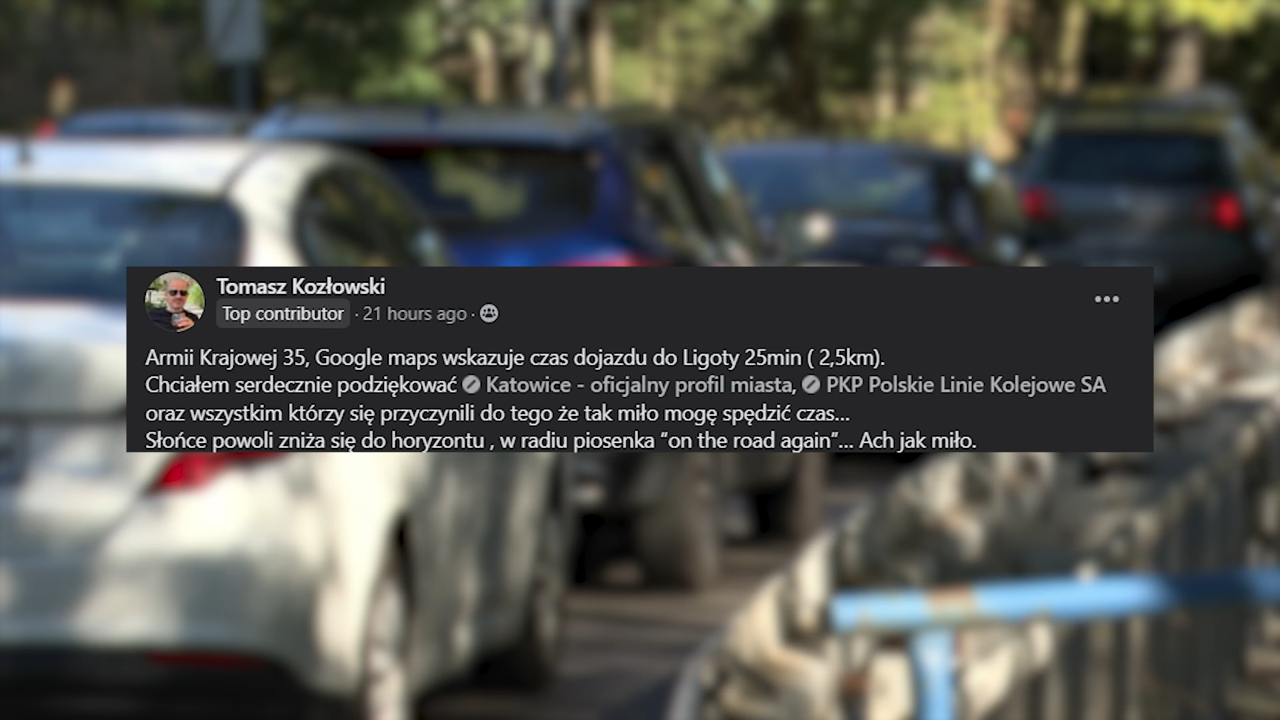 Tomasz Kozłowski
Top contributor · 21 hours ago ·
Armii Krajowej 35, Google maps wskazuje czas dojazdu do Ligoty 25min ( 2,5km).
Chciałem serdecznie podziękować Katowice - oficjalny profil miasta, PKP Polskie Linie Kolejowe SA
oraz wszystkim którzy się przyczynili do tego że tak miło mogę spędzić czas...
Słońce powoli zniża się do horyzontu , w radiu piosenka “on the road again”... Ach jak miło.